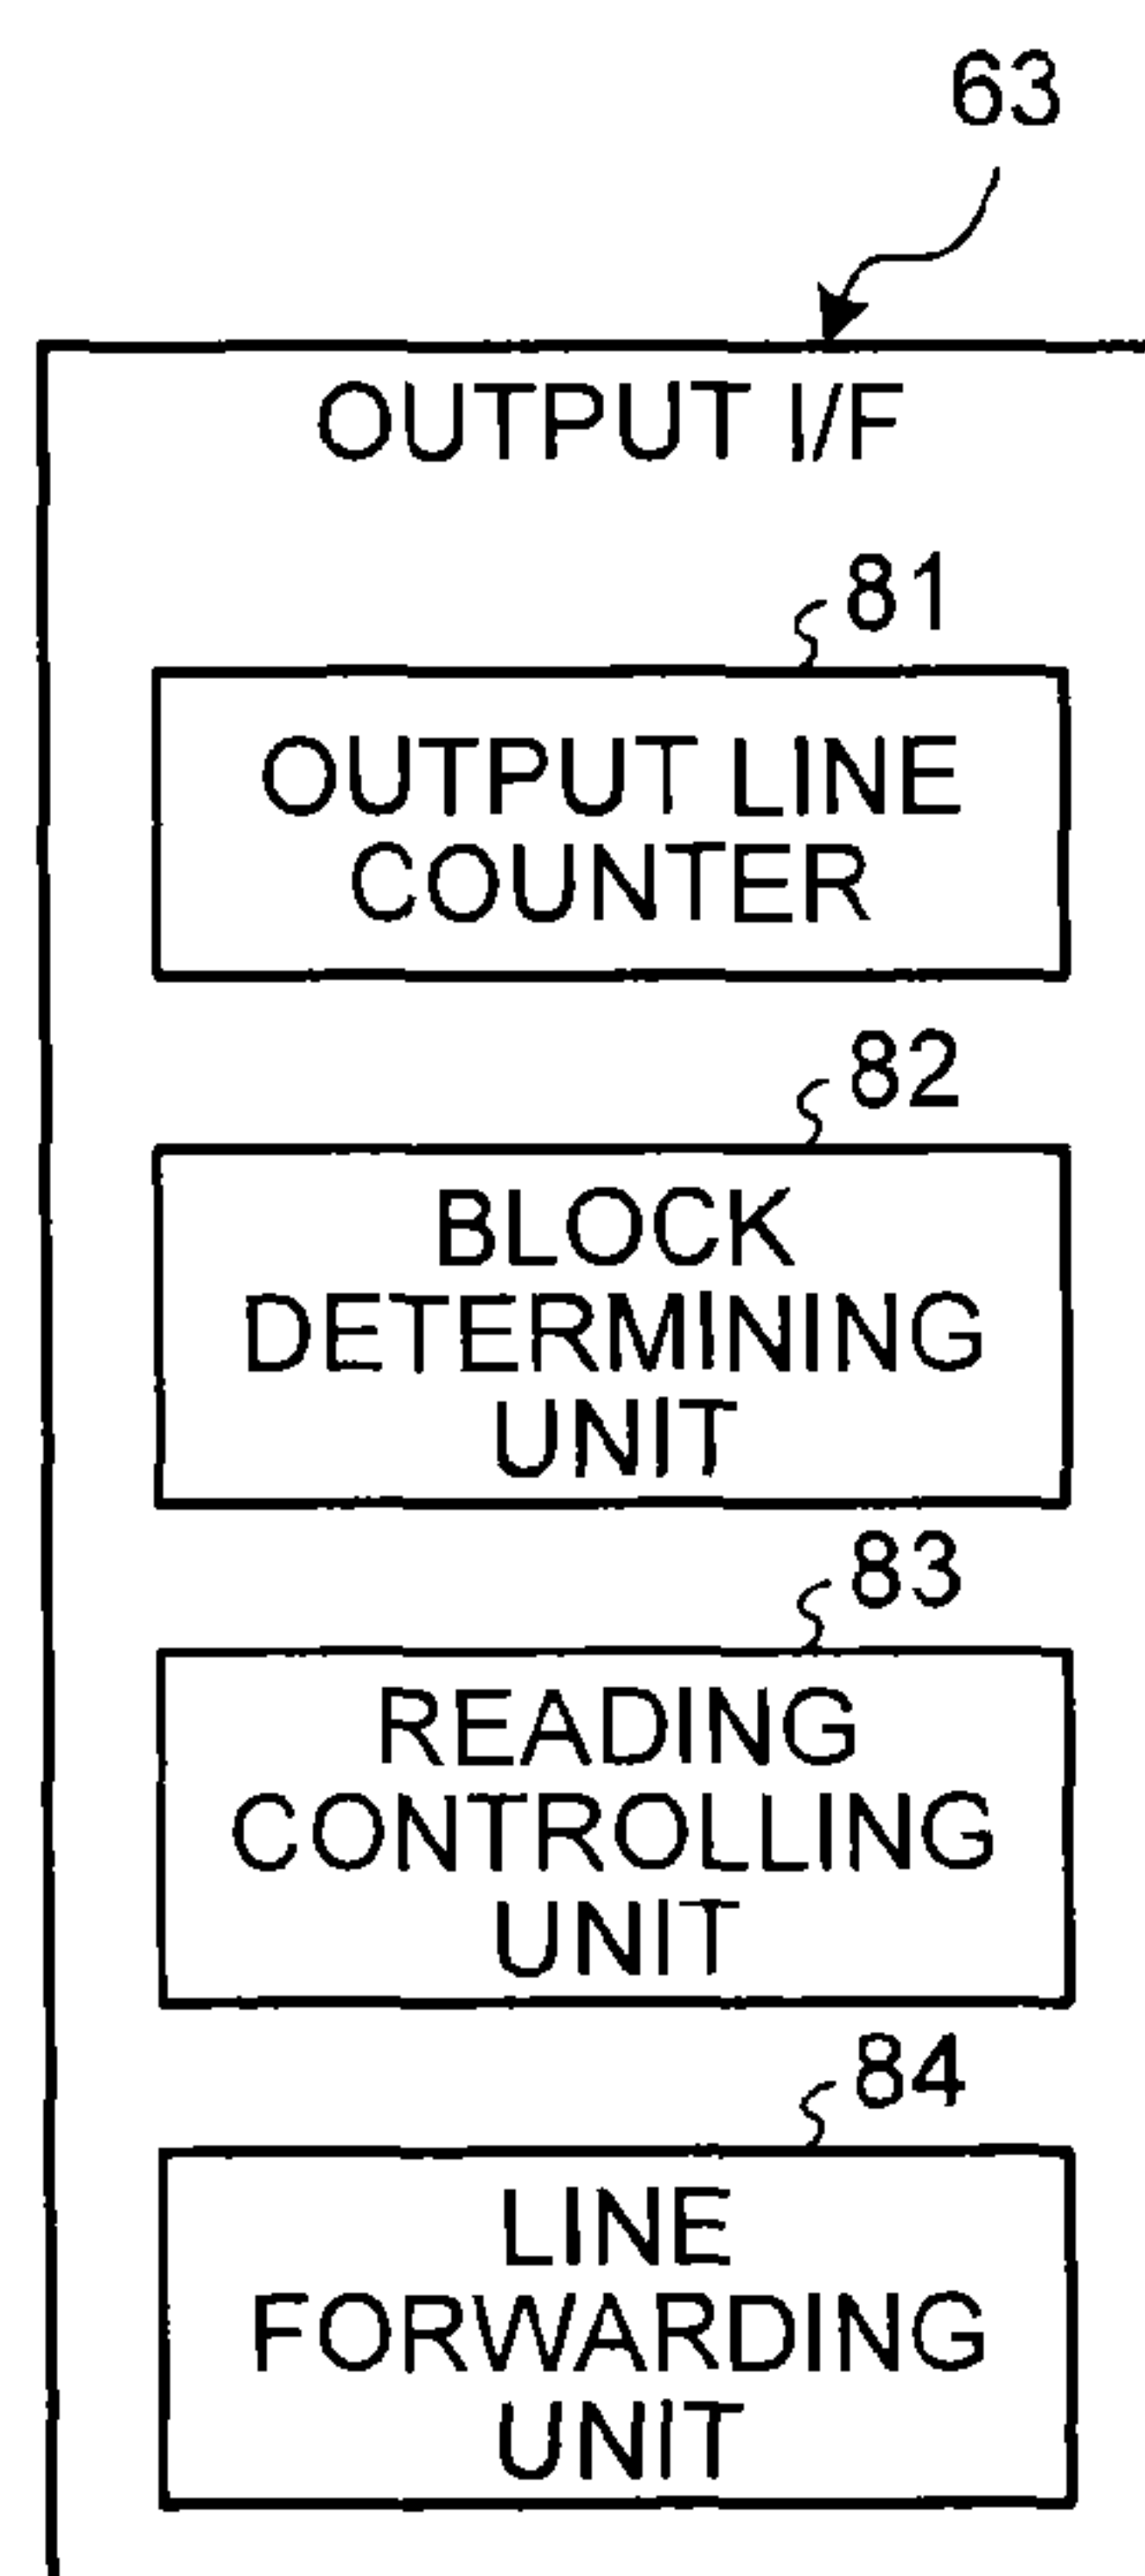 63
OUTPUT I/F
81
OUTPUT LINE
COUNTER
82
BLOCK
DETERMINING
UNIT
83
READING
CONTROLLING
UNIT
84
LINE
FORWARDING
UNIT